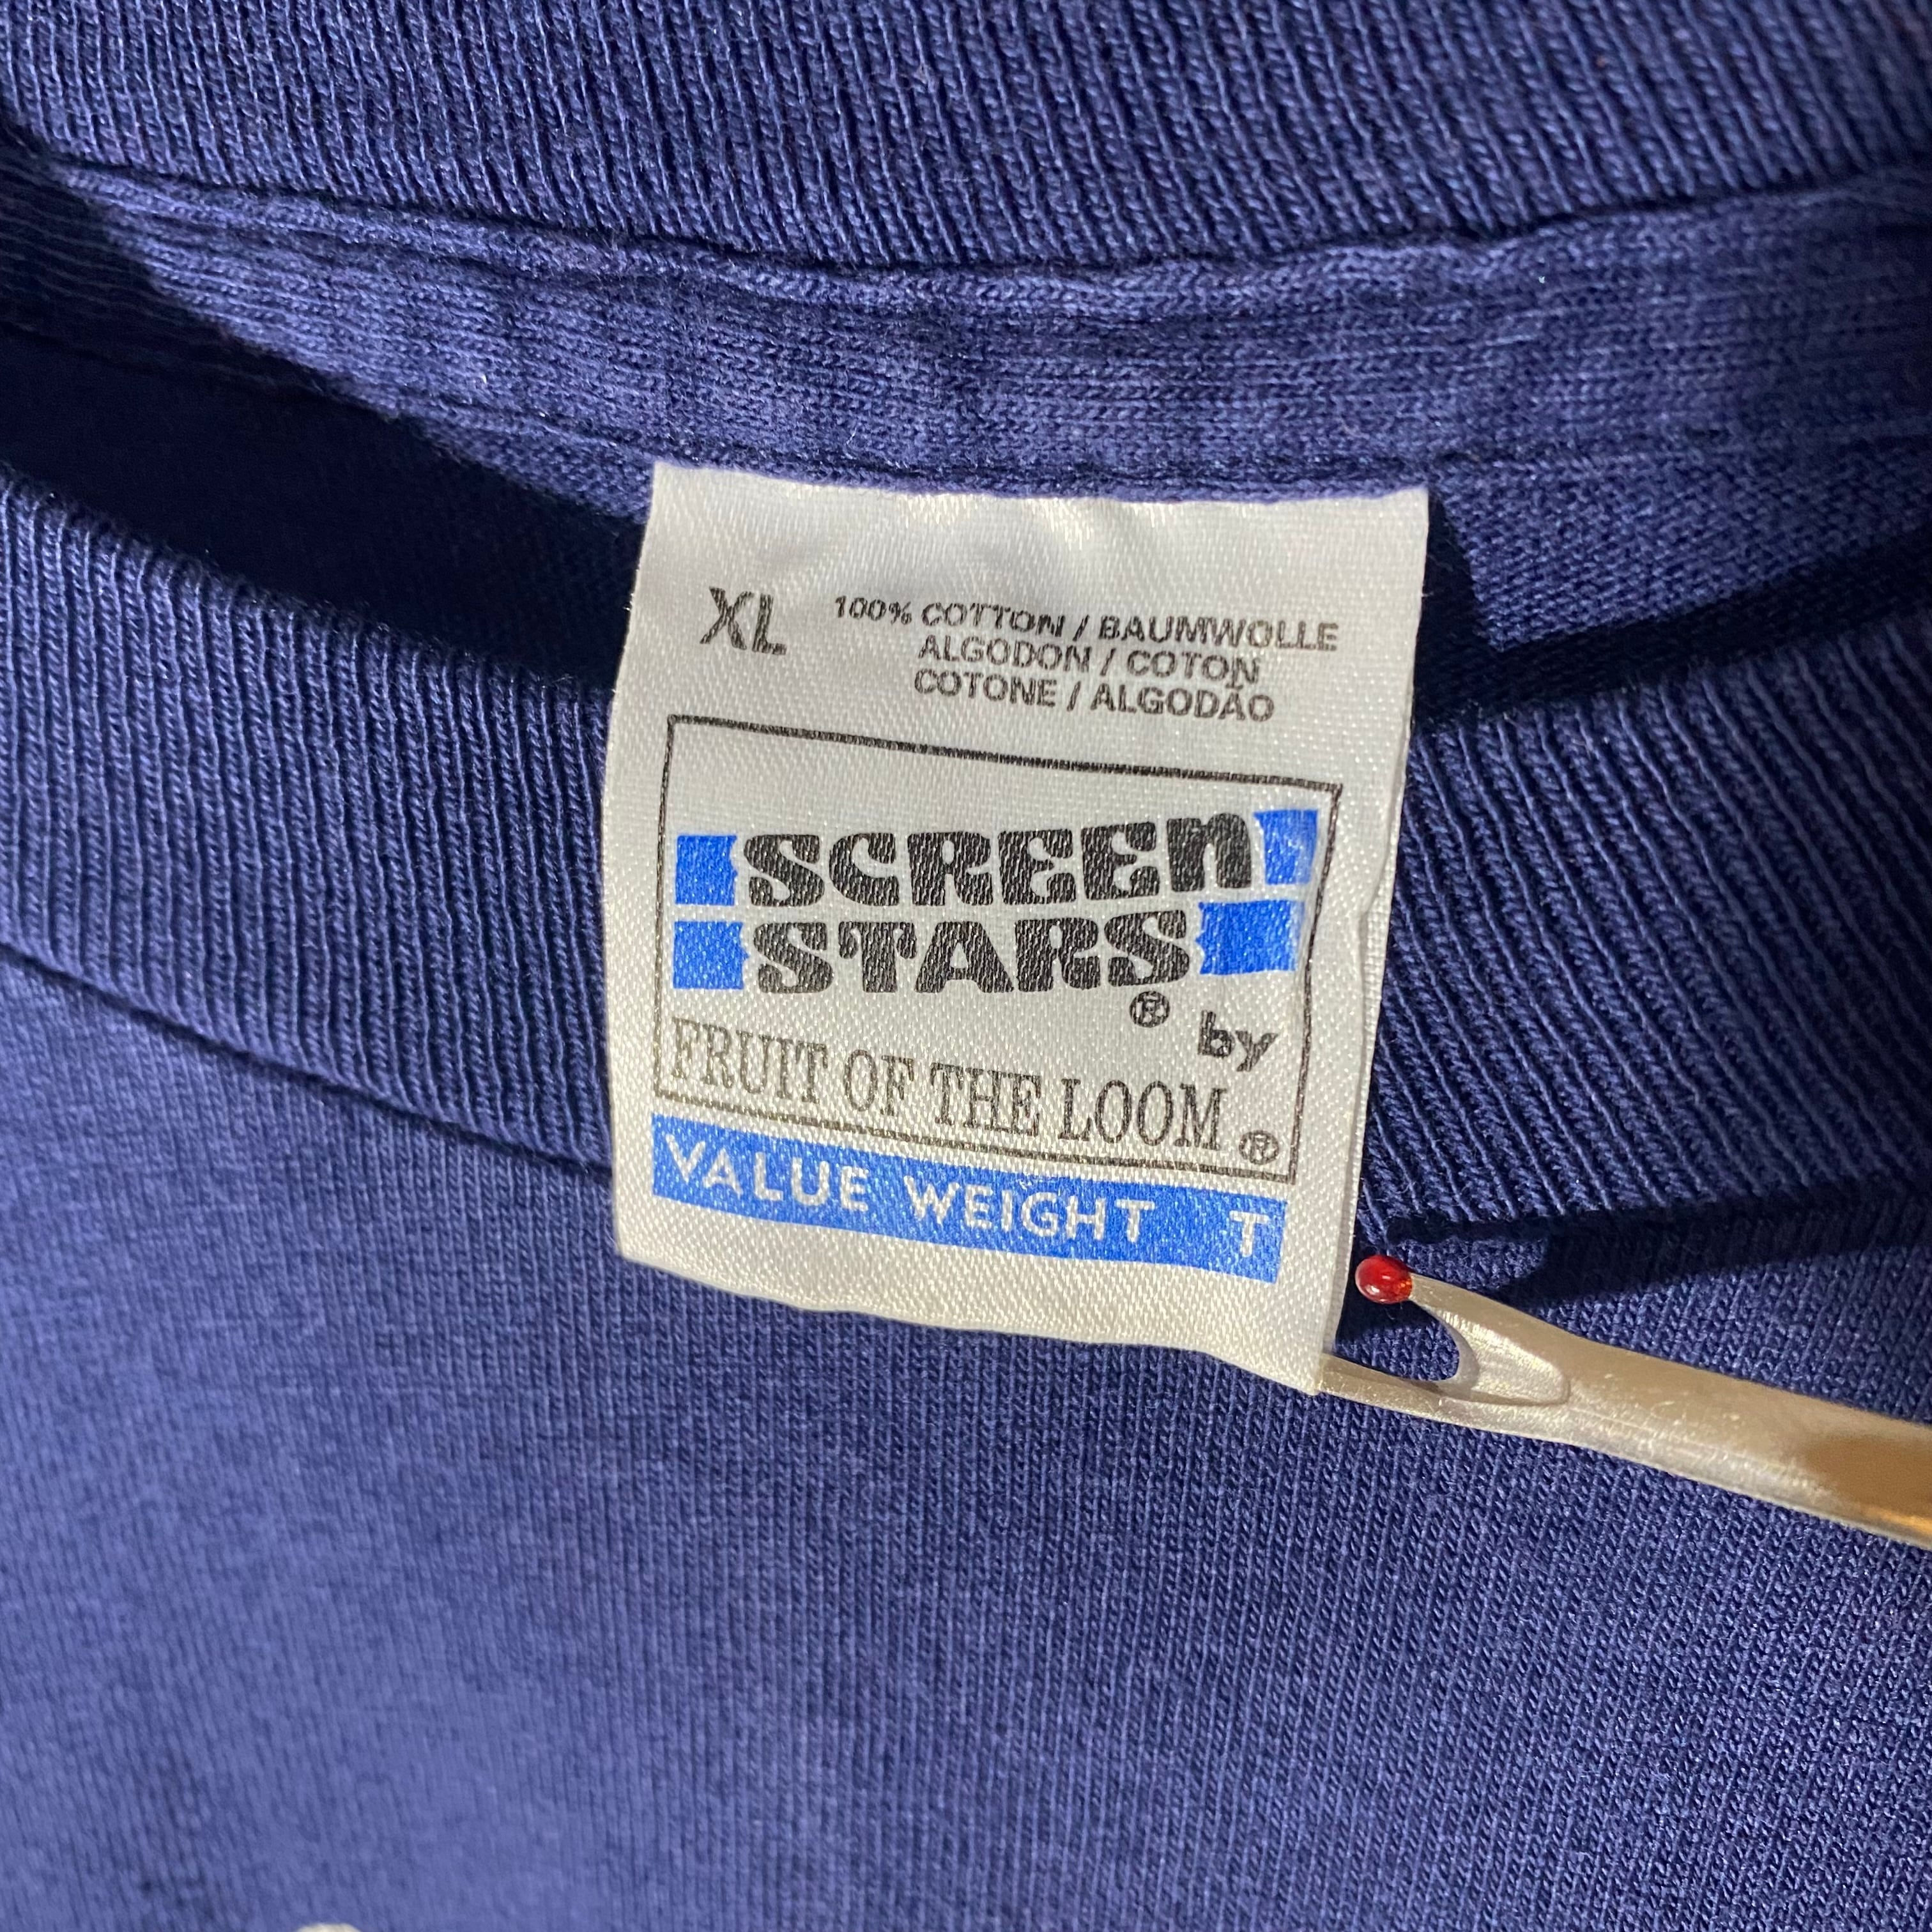 XL 100% COTTON / BAUMWOLLE
ALGODON / COTON
COTONE / ALGODÃO
SCREEn
STARS® by
FRUIT OF THE LOOM®
VALUE WEIGHT T